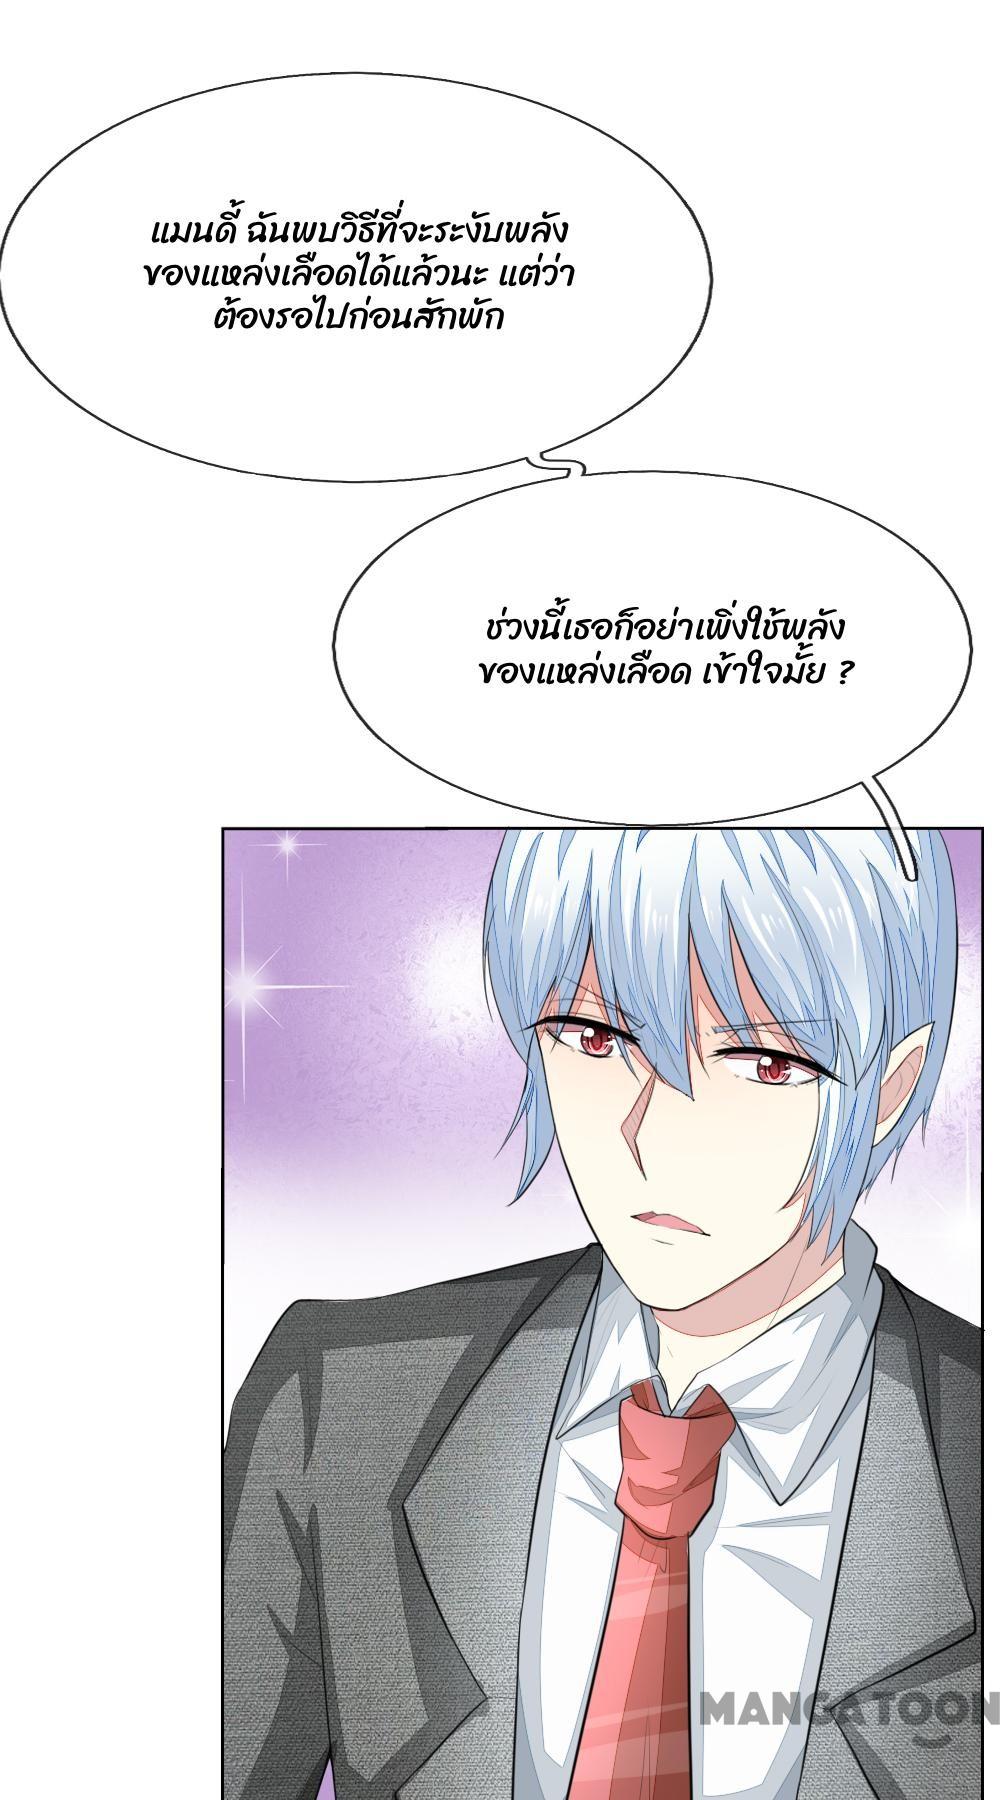 แมนดี้ ฉันพบวิธีที่จะระงับพลัง
ของแหล่งเลือดได้แล้วนะ แต่ว่า
ต้องรอไปก่อนสักพัก
ช่วงนี้เธอก็อย่าเพิ่งใช้พลัง
ของแหล่งเลือด เข้าใจมั้ย ?
MANGATOON